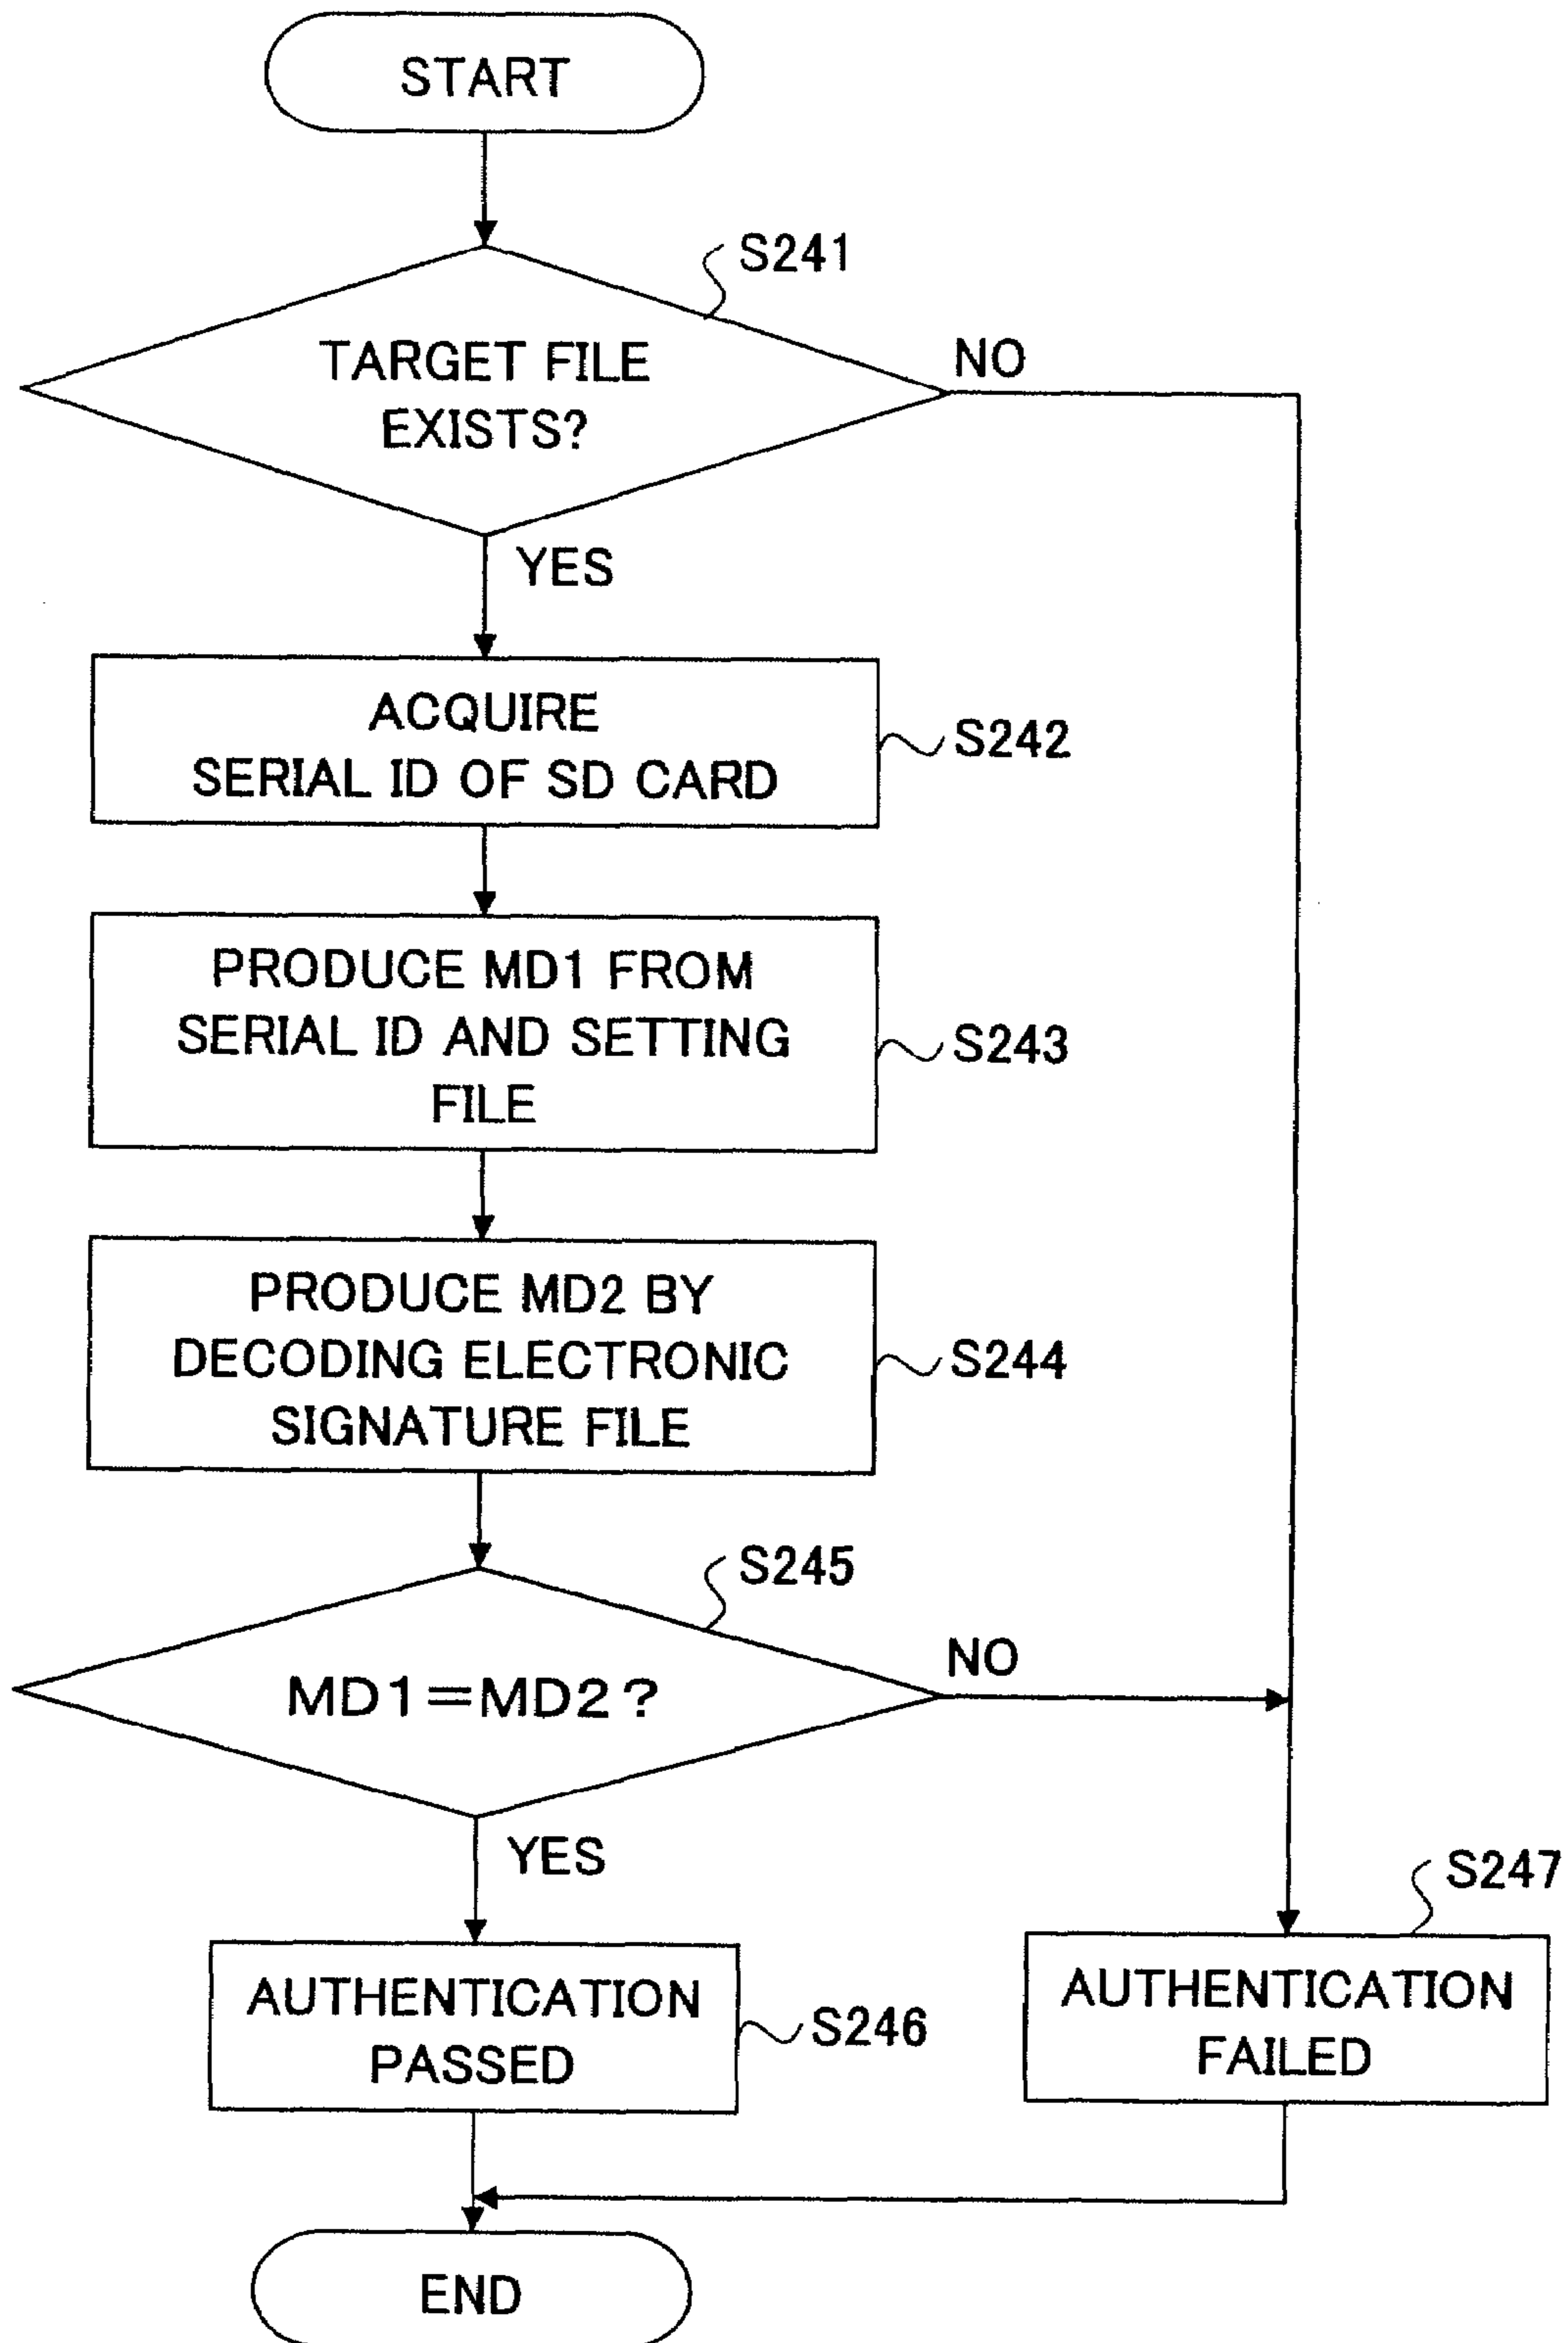 START
S241
TARGET FILE
EXISTS?
NO
YES
ACQUIRE
SERIAL ID OF SD CARD
S242
PRODUCE MD1 FROM
SERIAL ID AND SETTING
FILE
S243
PRODUCE MD2 BY
DECODING ELECTRONIC
SIGNATURE FILE
S244
S245
MD1=MD2?
NO
YES
AUTHENTICATION
PASSED
S246
S247
AUTHENTICATION
FAILED
END